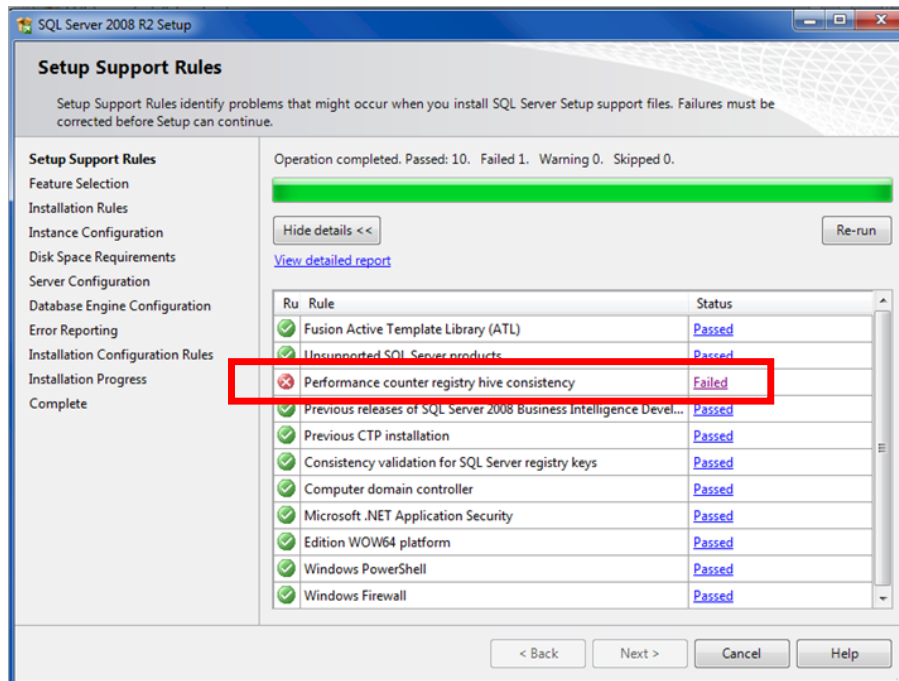 SQL Server 2008 R2 Setup
Setup Support Rules
Setup Support Rules identify problems that might occur when you install SQL Server Setup support files. Failures must be
corrected before Setup can continue.
Setup Support Rules
Feature Selection
Installation Rules
Instance Configuration
Disk Space Requirements
Server Configuration
Database Engine Configuration
Error Reporting
Installation Configuration Rules
Installation Progress
Complete
Operation completed. Passed: 10. Failed 1. Warning 0. Skipped 0.
Hide details <<
Re-run
View detailed report
Ru Rule Status
Fusion Active Template Library (ATL) Passed
Unsupported SQL Server products Passed
Performance counter registry hive consistency Failed
Previous releases of SQL Server 2008 Business Intelligence Devel... Passed
Previous CTP installation Passed
Consistency validation for SQL Server registry keys Passed
Computer domain controller Passed
Microsoft .NET Application Security Passed
Edition WOW64 platform Passed
Windows PowerShell Passed
Windows Firewall Passed
< Back Next > Cancel Help